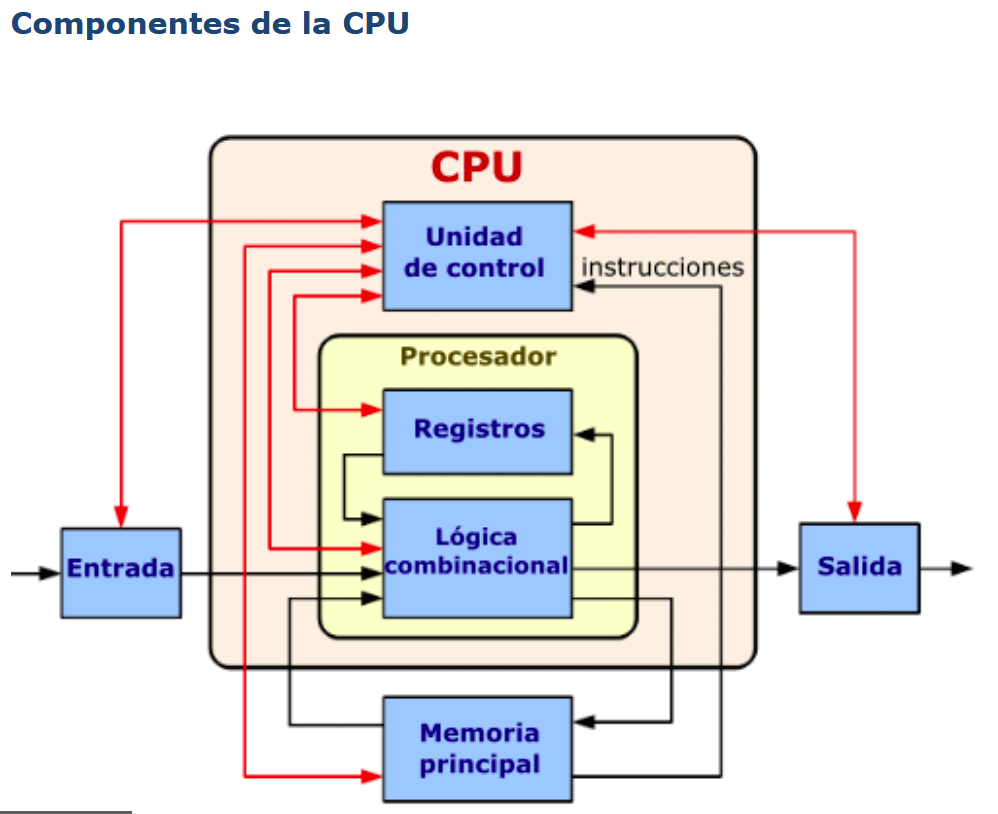 Componentes de la CPU
CPU
Unidad
de control
instrucciones
Procesador
Registros
Lógica
combinacional
Entrada
Salida
Memoria
principal